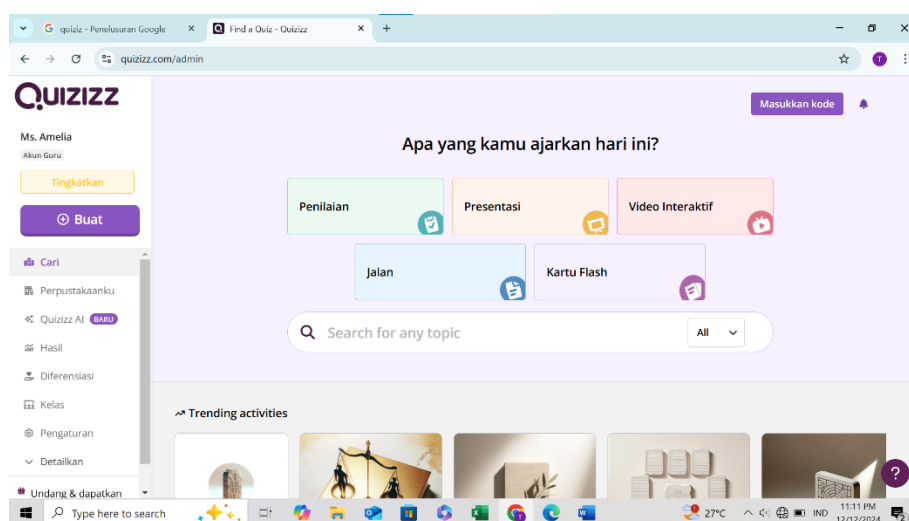 quiziz - Penelusuran Google
Find a Quiz - Quizizz
quizizz.com/admin
T
QUIZIZZ
Masukkan kode
Ms. Amelia
Akun Guru
Tingkatkan
Buat
Cari
Perpustakaanku
Quizizz AI BARU
Hasil
Diferensiasi
Kelas
Pengaturan
Detailkan
Undang & dapatkan
Apa yang kamu ajarkan hari ini?
Penilaian
Presentasi
Video Interaktif
Jalan
Kartu Flash
Search for any topic
All
Trending activities
?
Type here to search
27°C
IND
11:11 PM
12/12/2024